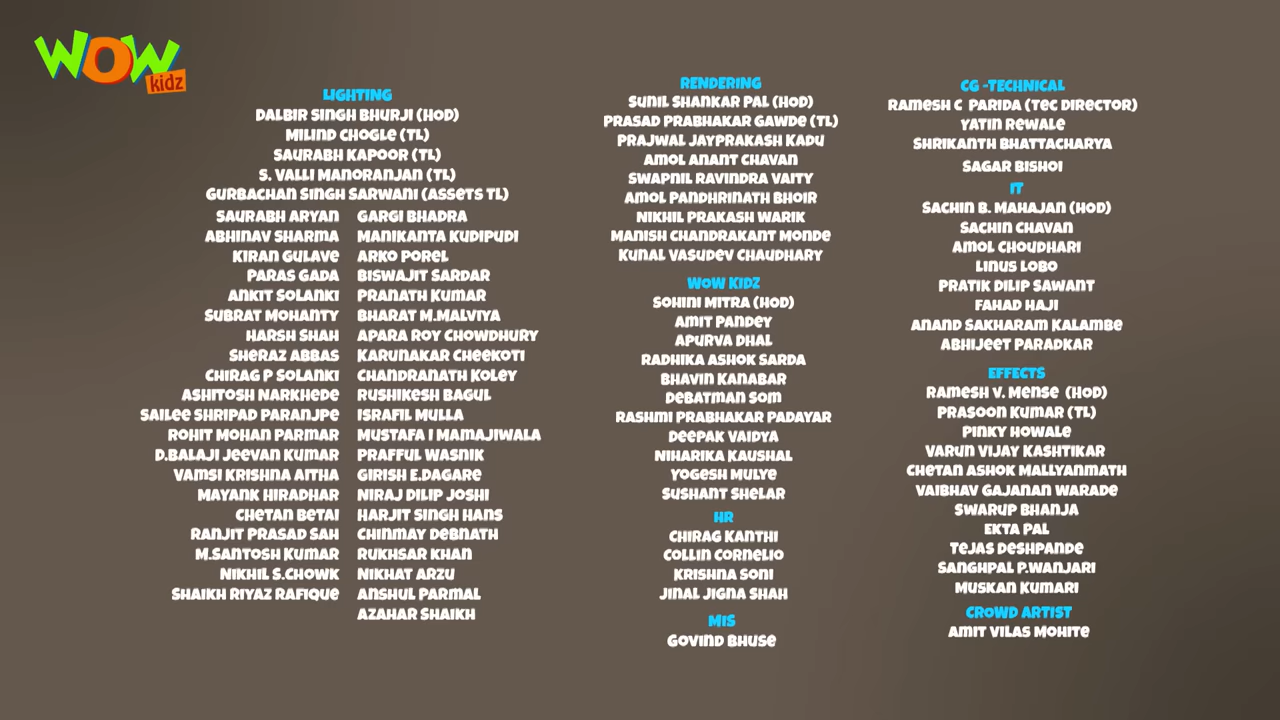 WOW
kidz
LIGHTING
DALBIR SINGH BHURJI (HOD)
MILIND CHOGLE (TL)
SAURABH KAPOOR (TL)
S. VALLI MANORANJAN (TL)
GURBACHAN SINGH SARWANI (ASSETS TL)
SAURABH ARYAN GARGI BHADRA
ABHINAV SHARMA MANIKANTA KUDIPUDI
KIRAN GULAVE ARKO POREL
PARAS GADA BISWAJIT SARDAR
ANKIT SOLANKI PRANATH KUMAR
SUBRAT MOHANTY BHARAT M.MALVIYA
HARSH SHAH APARA ROY CHOWDHURY
SHERAZ ABBAS KARUNAKAR CHEEKOTI
CHIRAG P SOLANKI CHANDRANATH KOLEY
ASHITOSH NARKHEDE RUSHIKESH BAGUL
SAILEE SHRIPAD PARANJPE ISRAFIL MULLA
ROHIT MOHAN PARMAR MUSTAFA I MAMAJIWALA
D.BALAJI JEEVAN KUMAR PRAFFUL WASNIK
VAMSI KRISHNA AITHA GIRISH E.DAGARE
MAYANK HIRADHAR NIRAJ DILIP JOSHI
CHETAN BETAI HARJIT SINGH HANS
RANJIT PRASAD SAH CHINMAY DEBNATH
M.SANTOSH KUMAR RUKHSAR KHAN
NIKHIL S.CHOWK NIKHAT ARZU
SHAIKH RIYAZ RAFIQUE ANSHUL PARMAL
AZAHAR SHAIKH
RENDERING
SUNIL SHANKAR PAL (HOD)
PRASAD PRABHAKAR GAWDE (TL)
PRAJWAL JAYPRAKASH KADU
AMOL ANANT CHAVAN
SWAPNIL RAVINDRA VAITY
AMOL PANDHRINATH BHOIR
NIKHIL PRAKASH WARIK
MANISH CHANDRAKANT MONDE
KUNAL VASUDEV CHAUDHARY
WOW KIDZ
SOHINI MITRA (HOD)
AMIT PANDEY
APURVA DHAL
RADHIKA ASHOK SARDA
BHAVIN KANABAR
DEBATMAN SOM
RASHMI PRABHAKAR PADAYAR
DEEPAK VAIDYA
NIHARIKA KAUSHAL
YOGESH MULYE
SUSHANT SHELAR
HR
CHIRAG KANTHI
COLLIN CORNELIO
KRISHNA SONI
JINAL JIGNA SHAH
MIS
GOVIND BHUSE
CG -TECHNICAL
RAMESH C PARIDA (TEC DIRECTOR)
YATIN REWALE
SHRIKANTH BHATTACHARYA
SAGAR BISHOI
IT
SACHIN B. MAHAJAN (HOD)
SACHIN CHAVAN
AMOL CHOUDHARI
LINUS LOBO
PRATIK DILIP SAWANT
FAHAD HAJI
ANAND SAKHARAM KALAMBE
ABHIJEET PARADKAR
EFFECTS
RAMESH V. MENSE (HOD)
PRASOON KUMAR (TL)
PINKY HOWALE
VARUN VIJAY KASHTIKAR
CHETAN ASHOK MALLYANMATH
VAIBHAV GAJANAN WARADE
SWARUP BHANJA
EKTA PAL
TEJAS DESHPANDE
SANGHPAL P.WANJARI
MUSKAN KUMARI
CROWD ARTIST
AMIT VILAS MOHITE